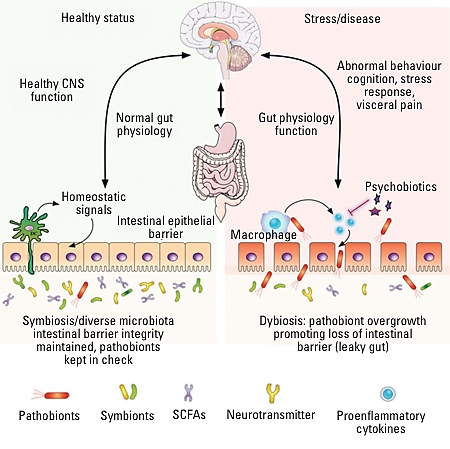 Healthy status
Stress/disease
Healthy CNS
function
Abnormal behaviour
cognition, stress
response,
visceral pain
Normal gut
physiology
Gut physiology
function
Homeostatic
signals
Intestinal epithelial
barrier
Psychobiotics
Macrophage
Symbiosis/diverse microbiota
intestinal barrier integrity
maintained, pathobionts
kept in check
Dybiosis: pathobiont overgrowth
promoting loss of intestinal
barrier (leaky gut)
Pathobionts
Symbionts
SCFAs
Neurotransmitter
Proenflammatory
cytokines